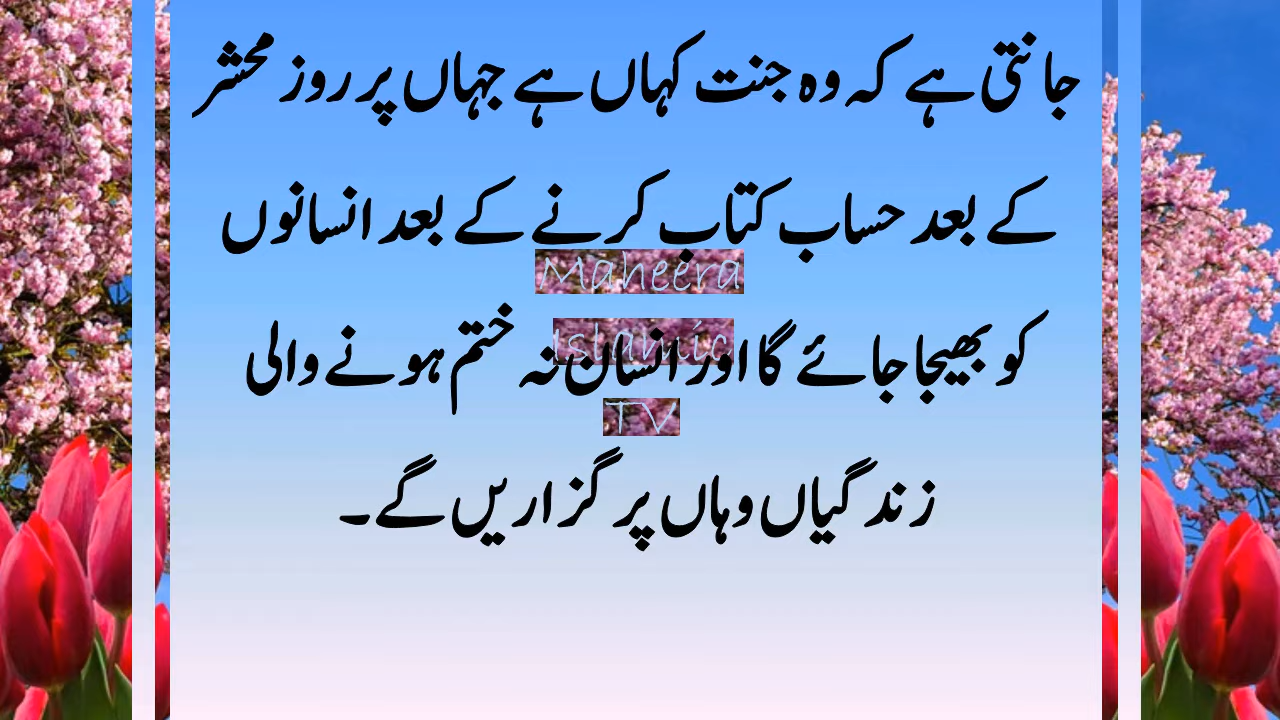 جانتی ہے کہ وہ جنت کہاں ہے جہاں پر روز محشر
کے بعد حساب کتاب کرنے کے بعد انسانوں
Maheera
کو بھیجا جائے گا اور انسان نہ ختم ہونے والی
Islamic
TV
زندگیاں وہاں پر گزاریں گے۔